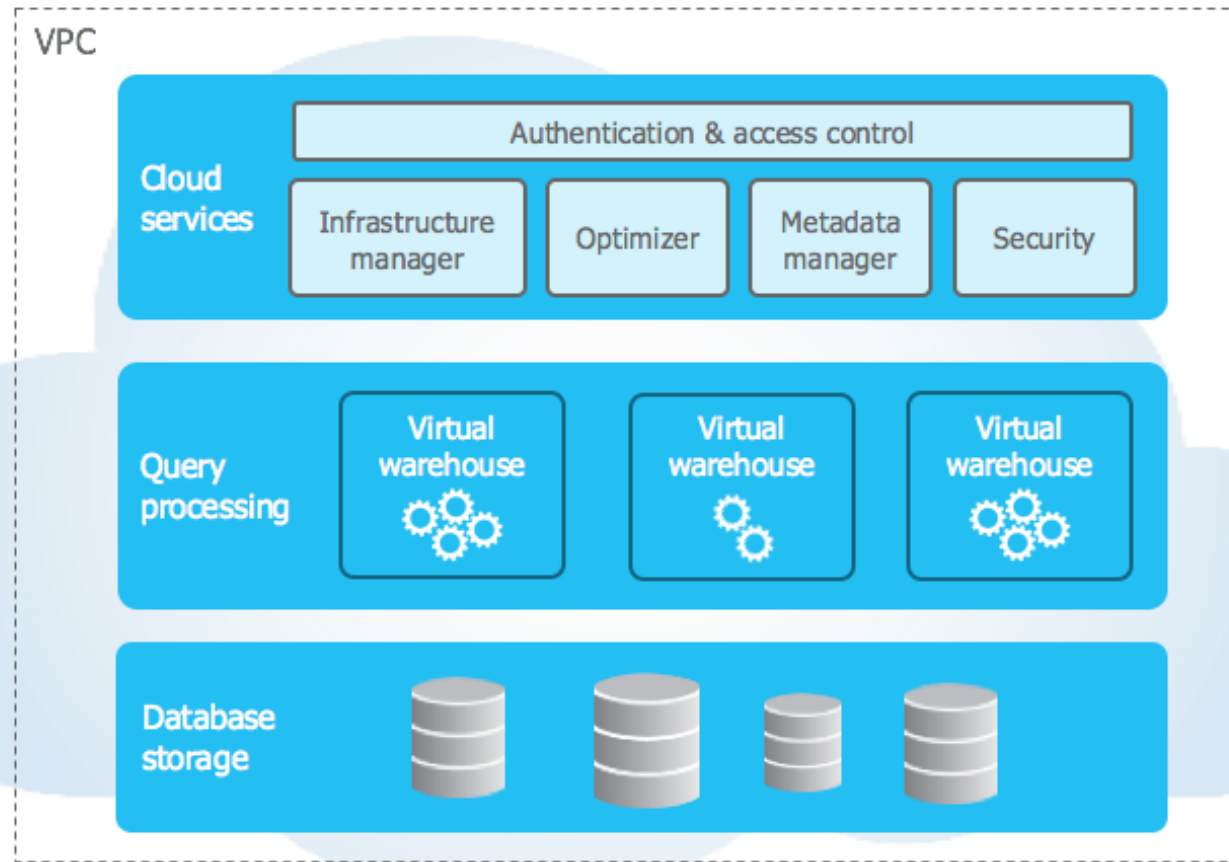 VPC
Cloud
services
Authentication & access control
Infrastructure
manager
Optimizer
Metadata
manager
Security
Query
processing
Virtual
warehouse
Virtual
warehouse
Virtual
warehouse
Database
storage